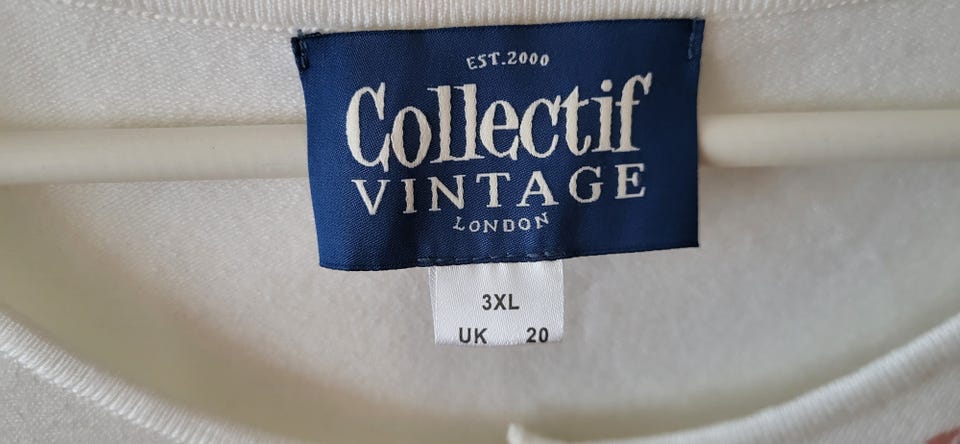 EST.2000
Collectif
VINTAGE
LONDON
3XL
UK 20